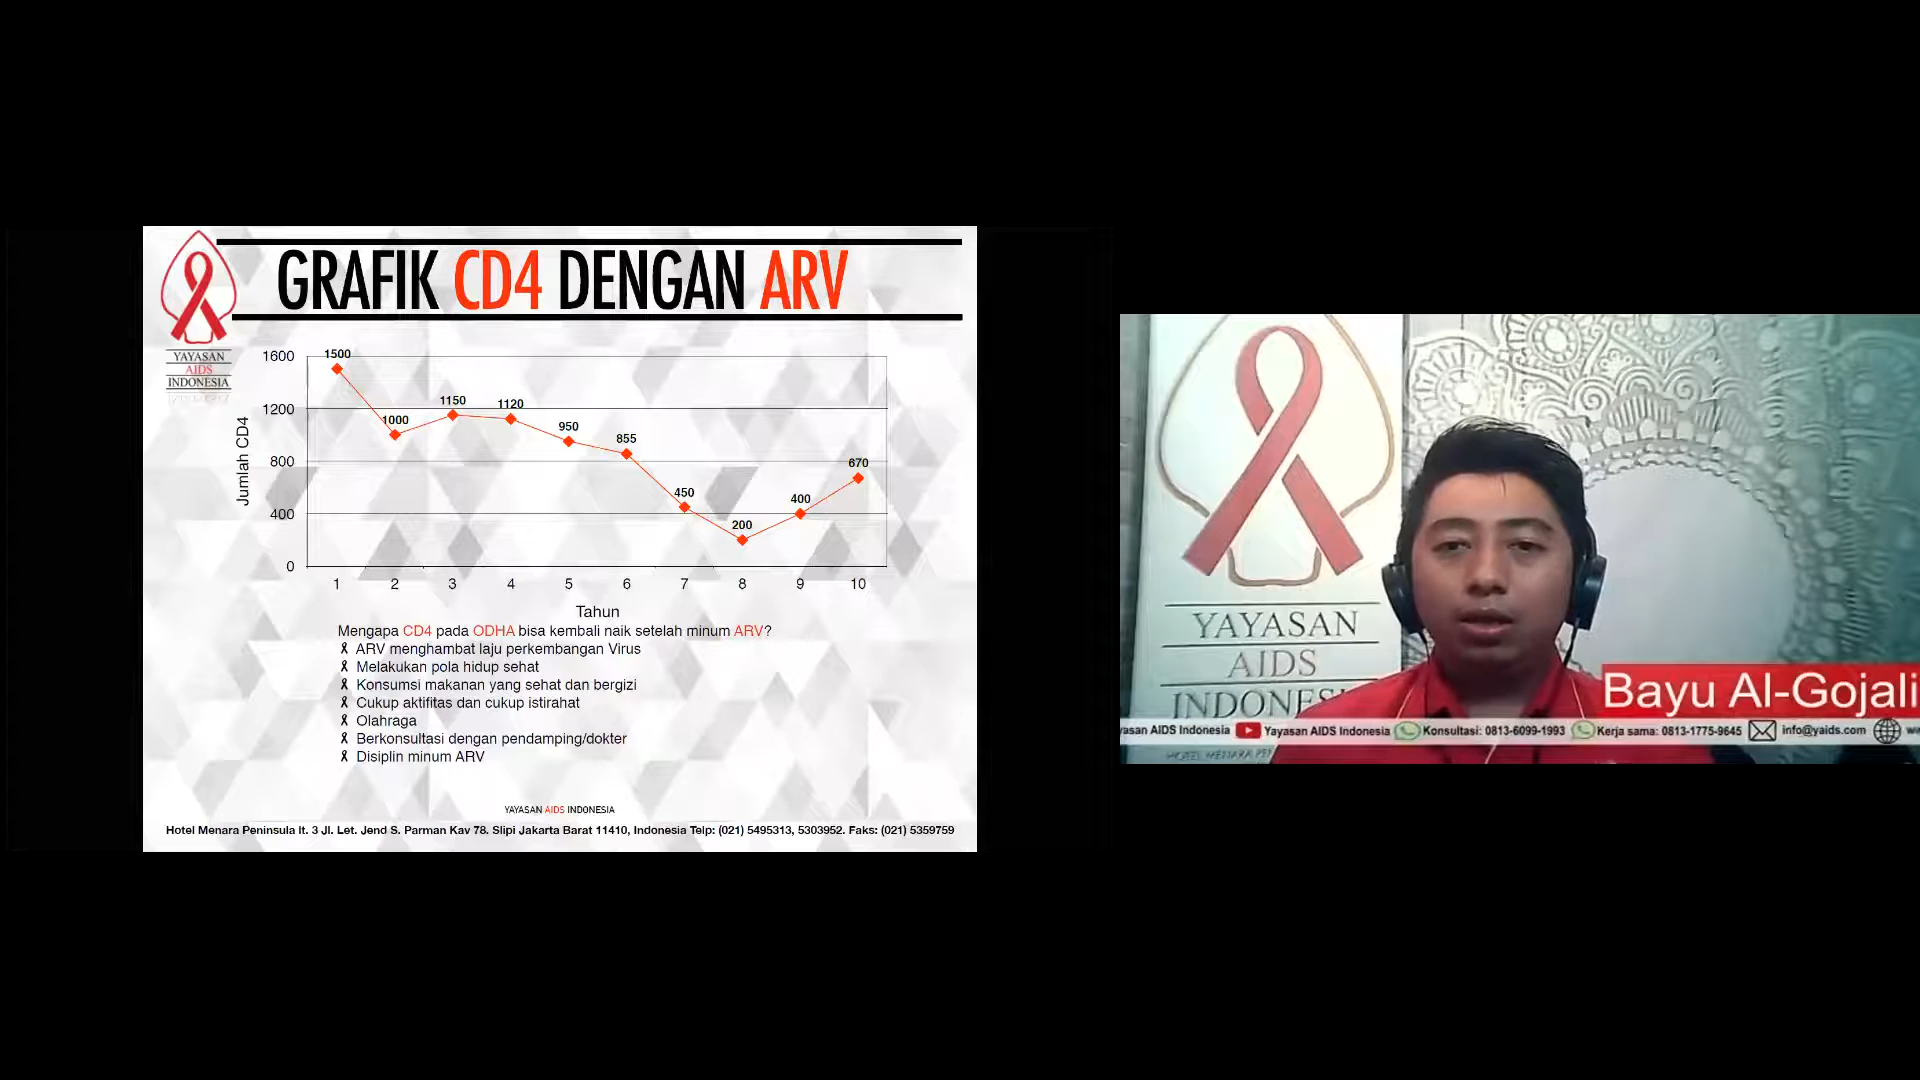 GRAFIK CD4 DENGAN ARV
YAYASAN
AIDS
INDONESIA
Jumlah CD4
1600
1200
800
400
0
1500
1000
1150
1120
950
855
450
200
400
670
1 2 3 4 5 6 7 8 9 10
Tahun
Mengapa CD4 pada ODHA bisa kembali naik setelah minum ARV?
ARV menghambat laju perkembangan Virus
Melakukan pola hidup sehat
Konsumsi makanan yang sehat dan bergizi
Cukup aktifitas dan cukup istirahat
Olahraga
Berkonsultasi dengan pendamping/dokter
Disiplin minum ARV
YAYASAN AIDS INDONESIA
Hotel Menara Peninsula lt. 3 Jl. Let. Jend S. Parman Kav 78. Slipi Jakarta Barat 11410, Indonesia Telp: (021) 5495313, 5303952. Faks: (021) 5359759
YAYASAN
AIDS
Bayu Al-Gojali
AIDS Indonesia Yayasan AIDS Indonesia Konsultasi: 0813-6099-1993 Kerja sama: 0813-1775-9645 info@yaids.com
HOTEL MENARA